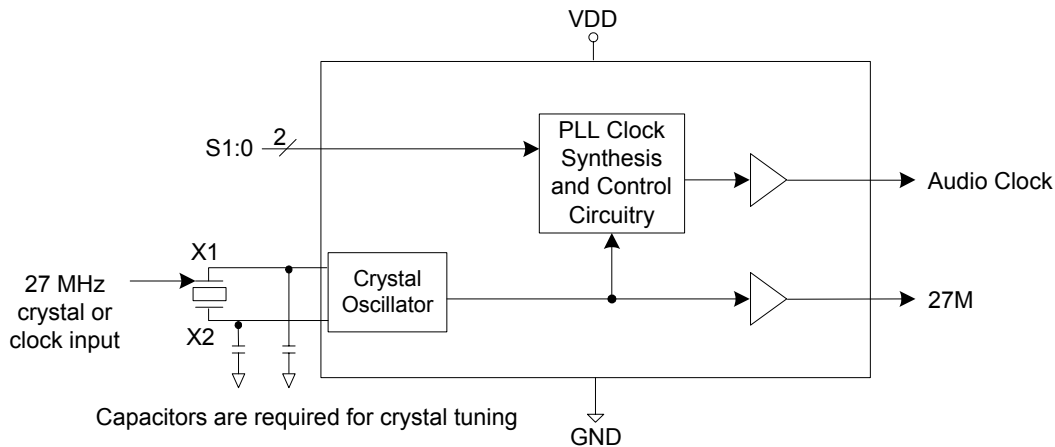 VDD
2
S1:0
PLL Clock
Synthesis
and Control
Circuitry
Audio Clock
X1
27 MHz
crystal or
clock input
X2
Crystal
Oscillator
27M
Capacitors are required for crystal tuning
GND